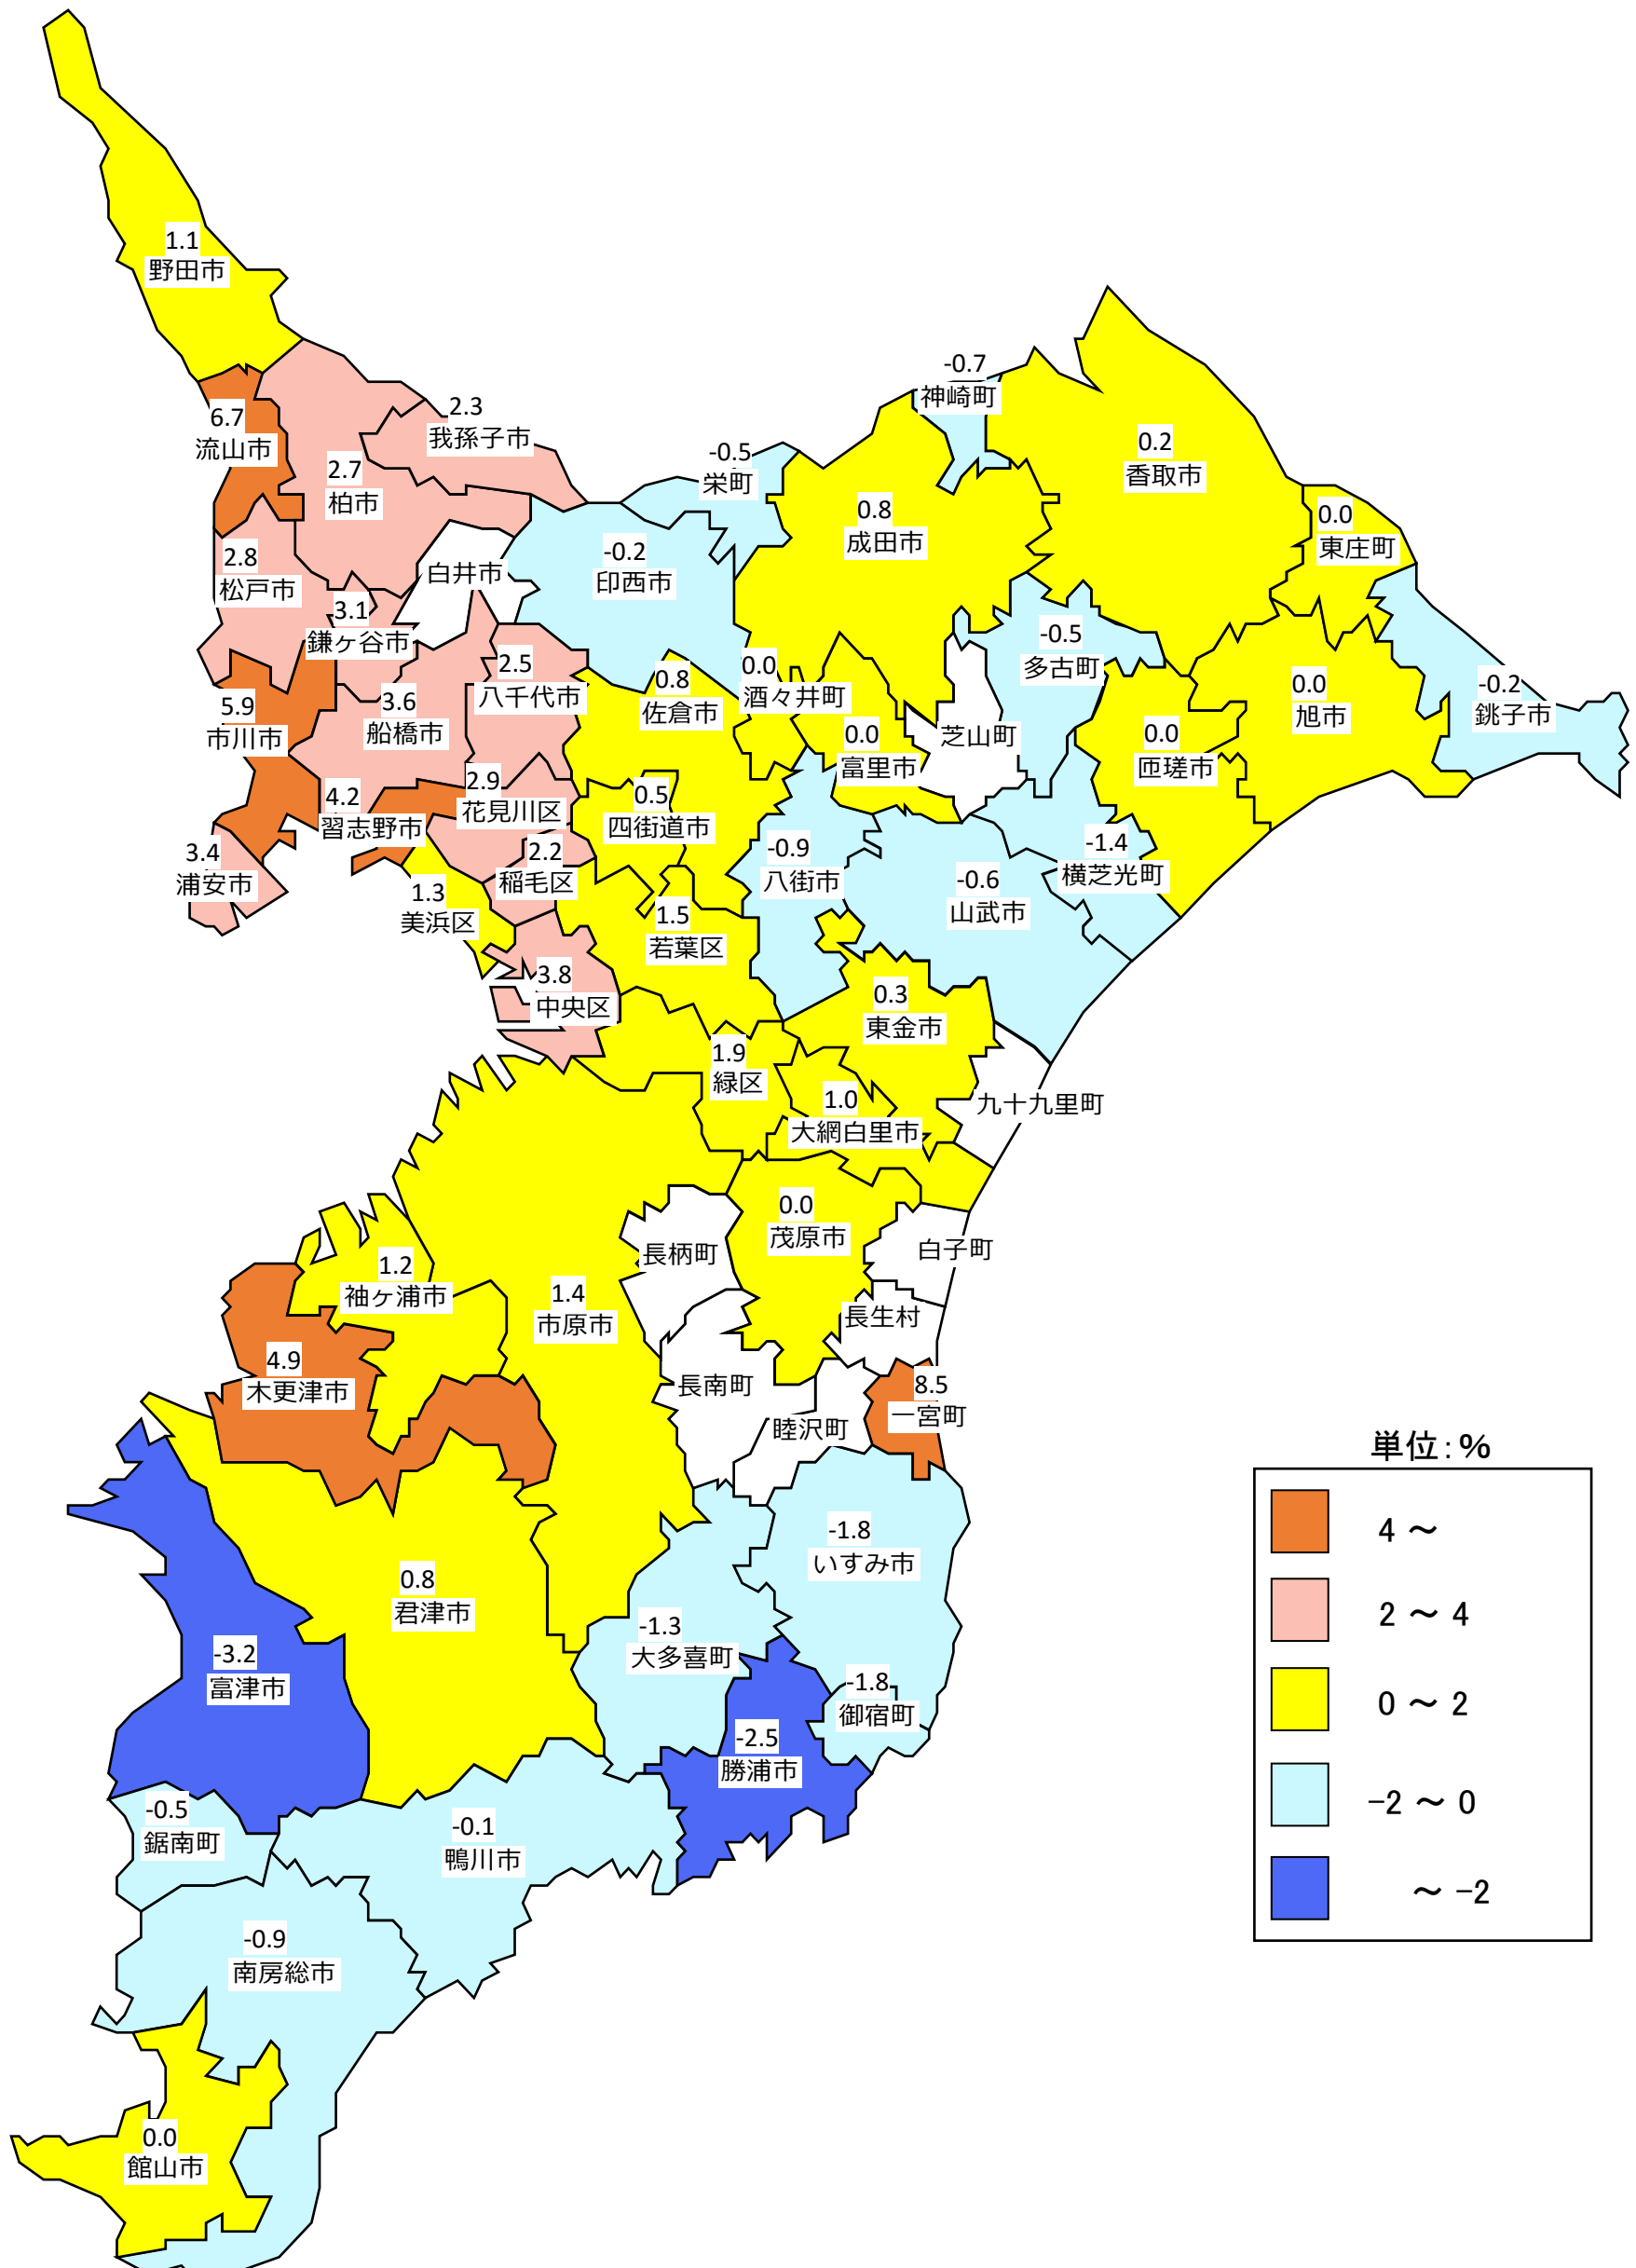 1.1
野田市
6.7
流山市
2.3
我孫子市
2.7
柏市
-0.7
神崎町
-0.5
栄町
0.2
香取市
0.8
成田市
0.0
東庄町
2.8
松戸市
白井市
-0.2
印西市
3.1
鎌ヶ谷市
-0.5
多古町
2.5
八千代市
0.8
佐倉市
0.0
酒々井町
0.0
旭市
-0.2
銚子市
5.9
市川市
3.6
船橋市
0.0
富里市
芝山町
0.0
匝瑳市
4.2
習志野市
2.9
花見川区
0.5
四街道市
3.4
浦安市
2.2
稲毛区
-0.9
八街市
-1.4
横芝光町
1.3
美浜区
1.5
若葉区
-0.6
山武市
3.8
中央区
0.3
東金市
1.9
緑区
1.0
大網白里市
九十九里町
0.0
茂原市
長柄町
白子町
1.2
袖ヶ浦市
1.4
市原市
長生村
4.9
木更津市
長南町
8.5
一宮町
睦沢町
-1.8
いすみ市
0.8
君津市
-1.3
大多喜町
-3.2
富津市
-1.8
御宿町
-2.5
勝浦市
-0.5
鋸南町
-0.1
鴨川市
-0.9
南房総市
0.0
館山市
単位：%
4 ～
2 ～ 4
0 ～ 2
-2 ～ 0
～ -2